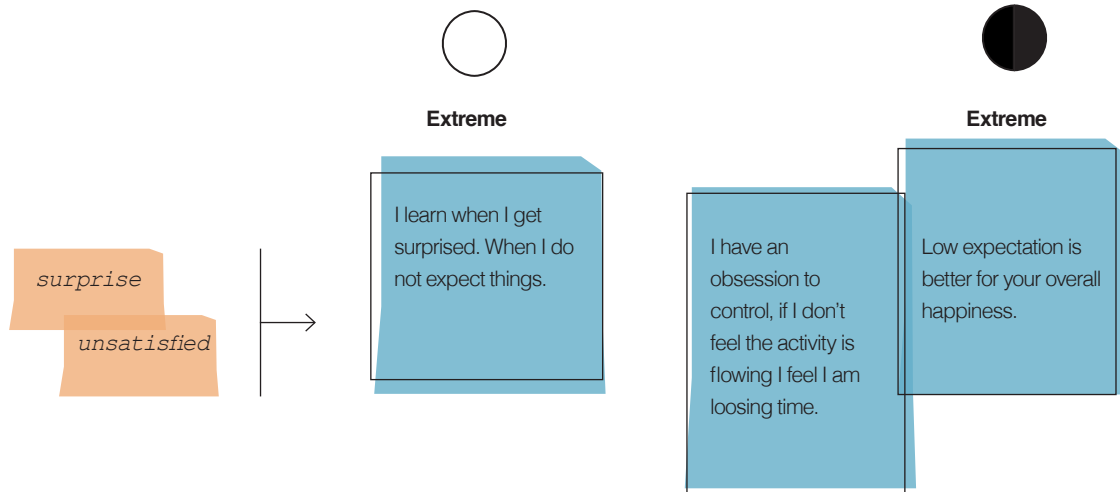 Extreme
Extreme
surprise
unsatisfied
I learn when I get
surprised. When I do
not expect things.
I have an
obsession to
control, if I don’t
feel the activity is
flowing I feel I am
loosing time.
Low expectation is
better for your overall
happiness.